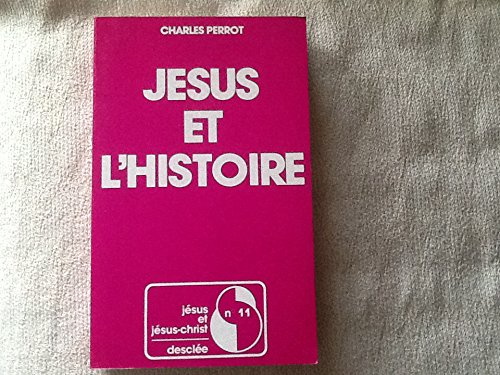 CHARLES PERROT
JESUS
ET
L'HISTOIRE
jésus
et
jésus-christ
n 11
desclée